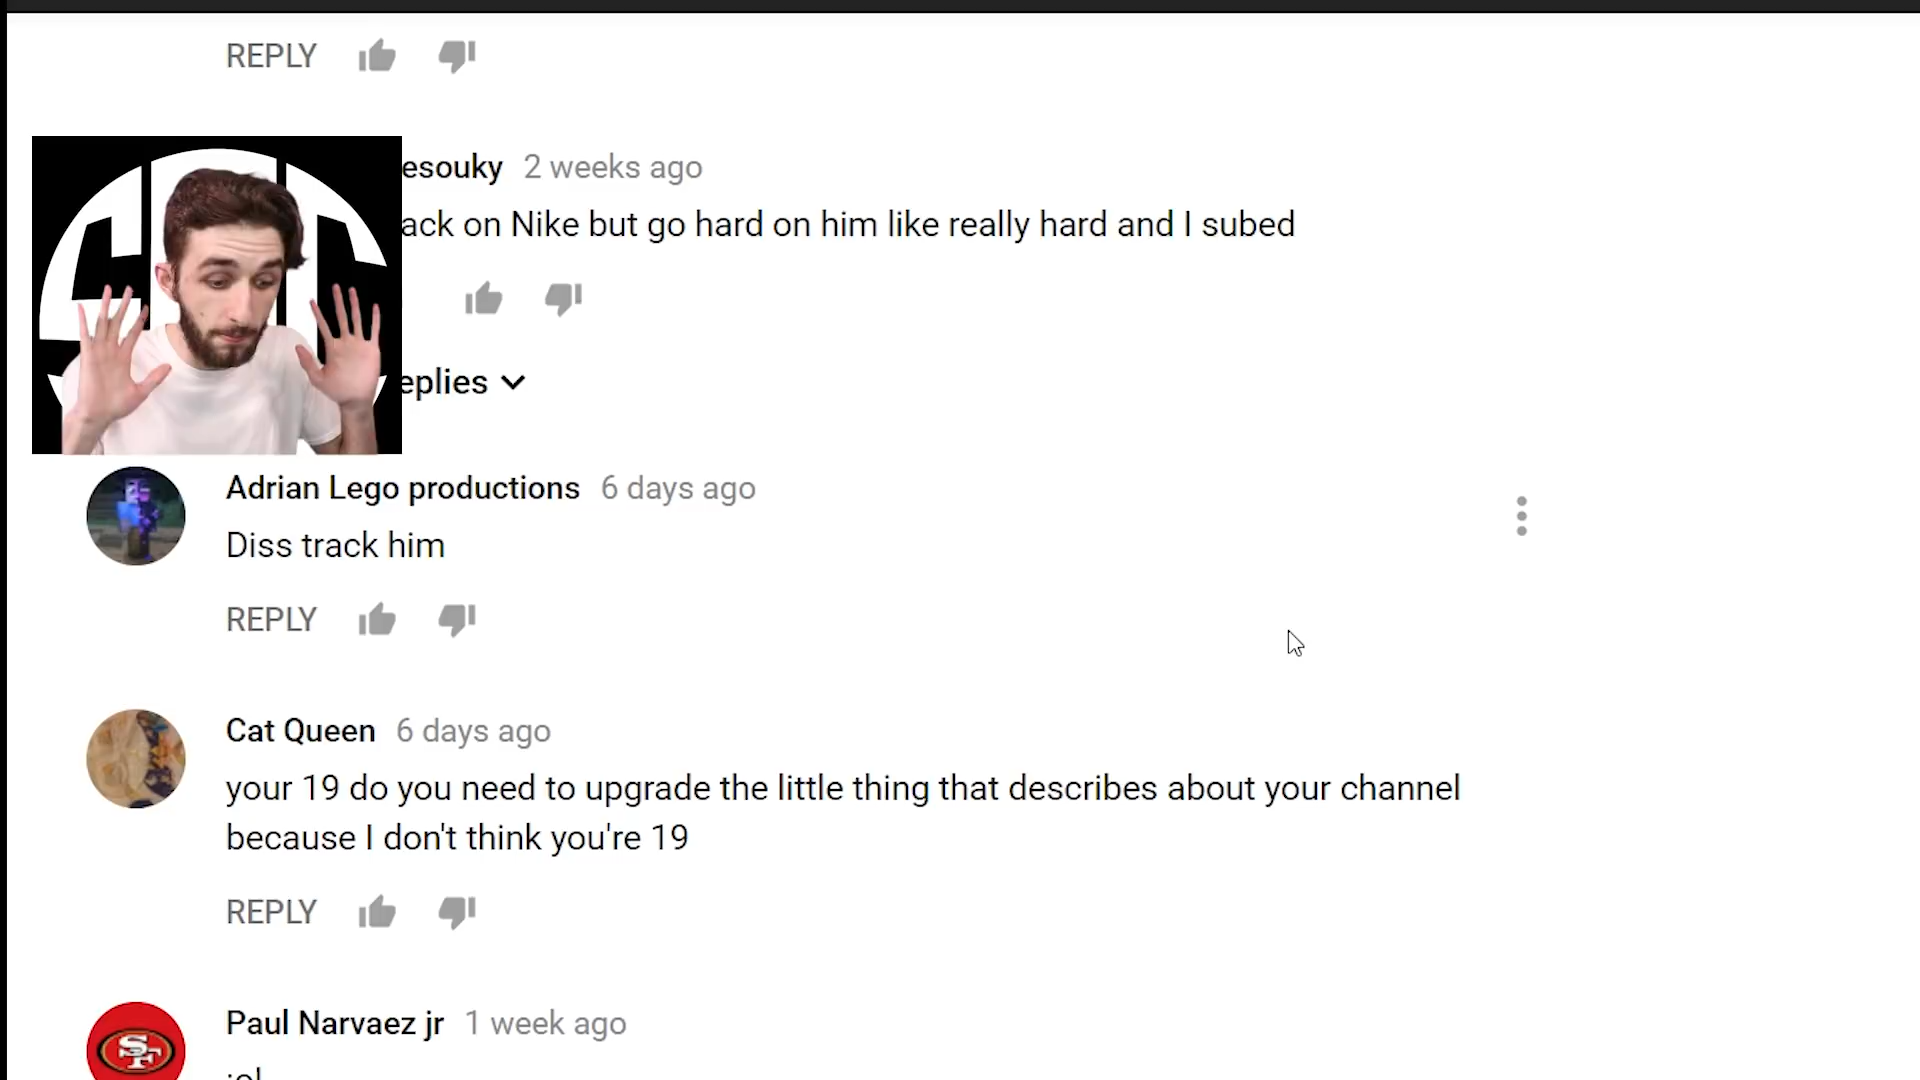 REPLY
esouky 2 weeks ago
ack on Nike but go hard on him like really hard and I subed
eplies
Adrian Lego productions 6 days ago
Diss track him
REPLY
Cat Queen 6 days ago
your 19 do you need to upgrade the little thing that describes about your channel
because I don't think you're 19
REPLY
Paul Narvaez jr 1 week ago
SF